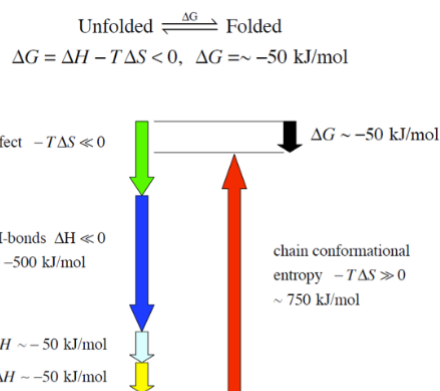 ΔG
Unfolded ⇌ Folded
ΔG = ΔH − TΔS < 0, ΔG =~ −50 kJ/mol
fect −TΔS ≪ 0
ΔG ~ −50 kJ/mol
I-bonds ΔH ≪ 0
−500 kJ/mol
chain conformational
entropy −TΔS ≫ 0
~ 750 kJ/mol
H ~ − 50 kJ/mol
ΔH ~ −50 kJ/mol